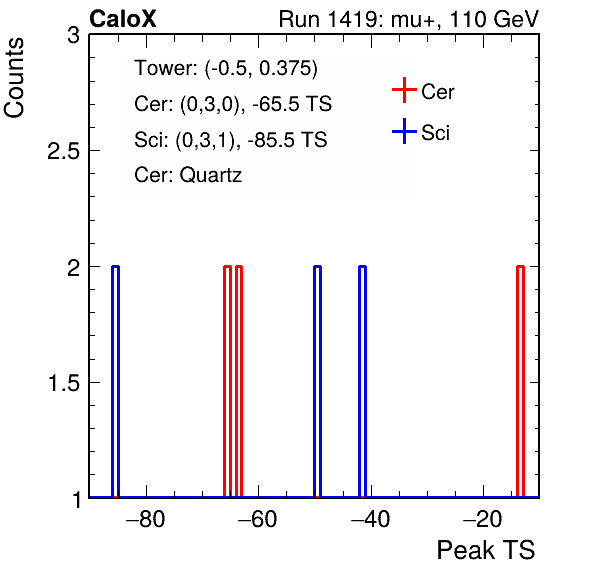 CaloX Run 1419: mu+, 110 GeV
Counts
3
2.5
2
1.5
1
Tower: (-0.5, 0.375)
Cer: (0,3,0), -65.5 TS
Sci: (0,3,1), -85.5 TS
Cer: Quartz
Cer
Sci
−80 −60 −40 −20
Peak TS